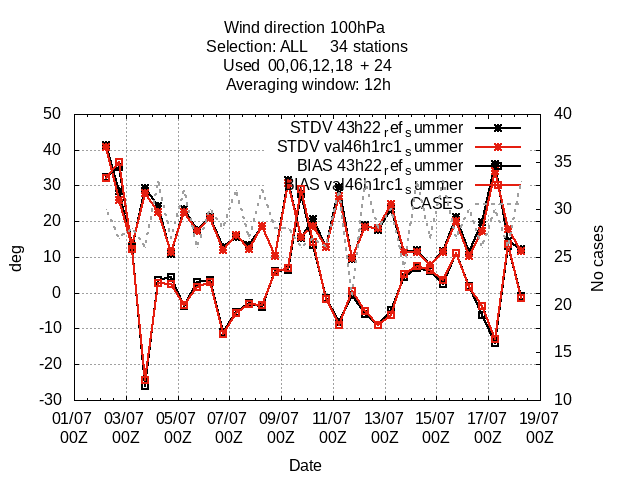 Wind direction 100hPa
Selection: ALL 34 stations
Used 00,06,12,18 + 24
Averaging window: 12h
50 40
STDV 43h22_ref_summer
40
STDV val46h1rc1_summer
35
BIAS 43h22_ref_summer
30
BIAS val46h1rc1_summer
CASES
30
20
10
25
0
20
-10
15
-20
-30 10
deg
No cases
01/07 03/07 05/07 07/07 09/07 11/07 13/07 15/07 17/07 19/07
00Z 00Z 00Z 00Z 00Z 00Z 00Z 00Z 00Z 00Z
Date